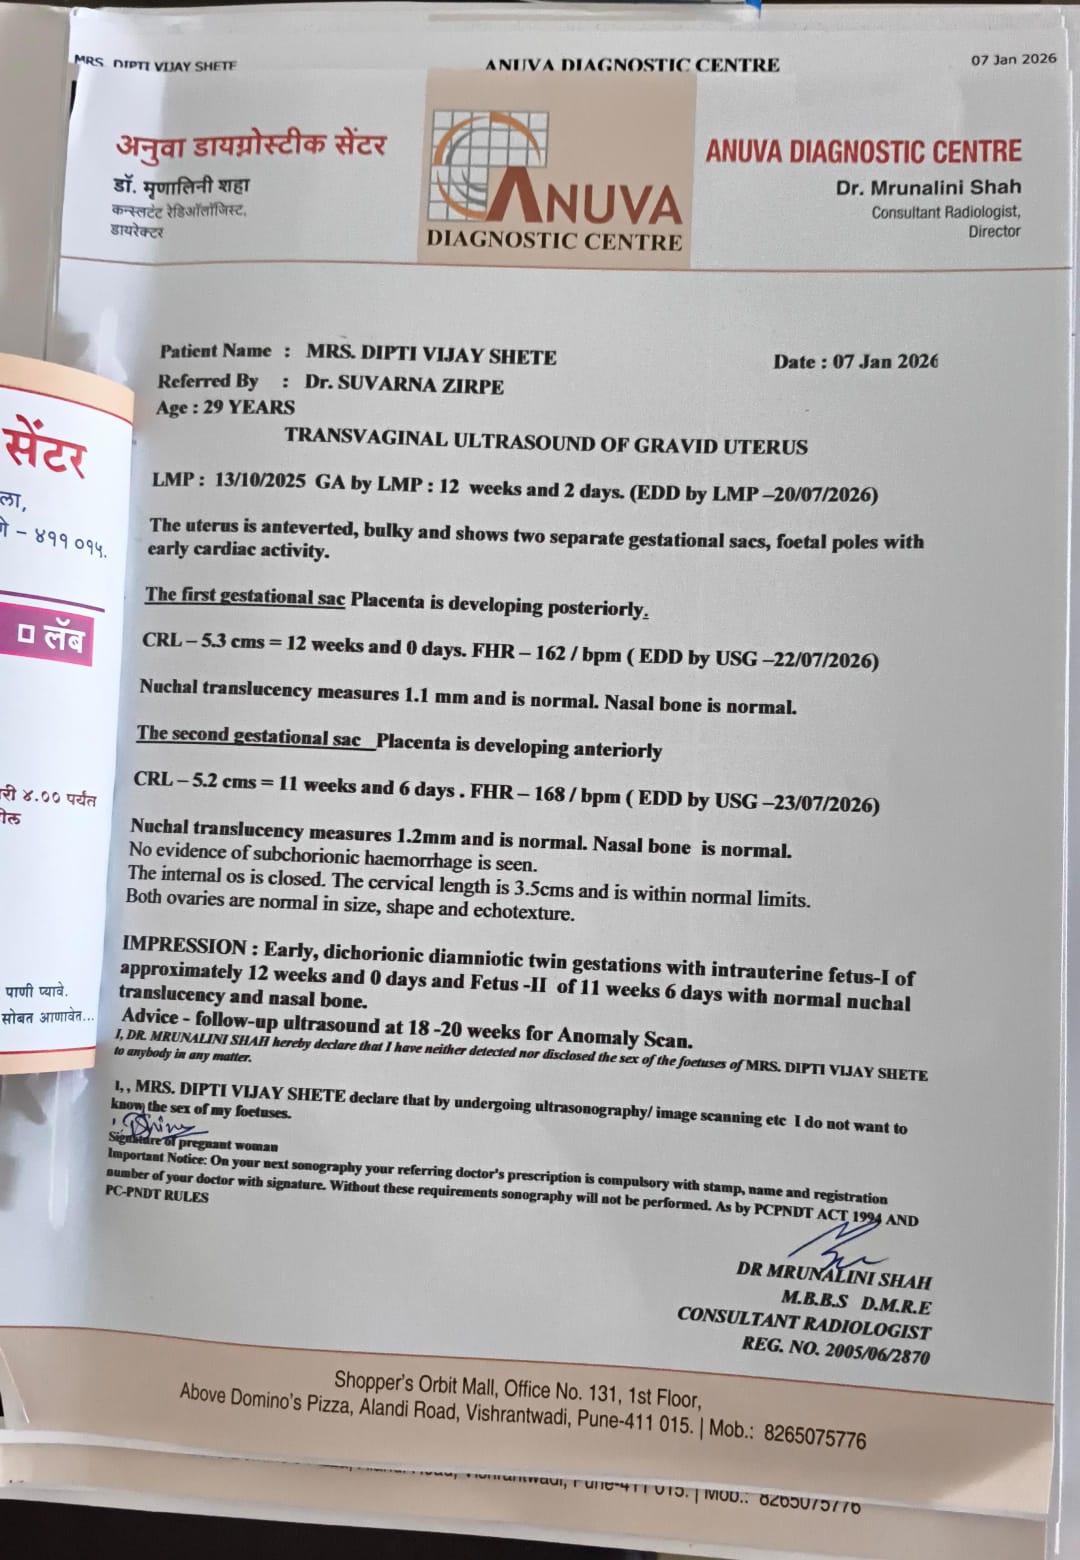 MRS. DIPTI VIJAY SHETE
ANUVA DIAGNOSTIC CENTRE
07 Jan 2026
अनुवा डायग्नोस्टीक सेंटर
डॉ. मृणालिनी शहा
कन्स्लटंट रेडिऑलॉजिस्ट,
डायरेक्टर
ANUVA
DIAGNOSTIC CENTRE
ANUVA DIAGNOSTIC CENTRE
Dr. Mrunalini Shah
Consultant Radiologist,
Director
Patient Name : MRS. DIPTI VIJAY SHETE
Date : 07 Jan 2026
Referred By : Dr. SUVARNA ZIRPE
Age : 29 YEARS
TRANSVAGINAL ULTRASOUND OF GRAVID UTERUS
LMP : 13/10/2025 GA by LMP : 12 weeks and 2 days. (EDD by LMP –20/07/2026)
The uterus is anteverted, bulky and shows two separate gestational sacs, foetal poles with
early cardiac activity.
The first gestational sac Placenta is developing posteriorly.
CRL – 5.3 cms = 12 weeks and 0 days. FHR – 162 / bpm ( EDD by USG –22/07/2026)
Nuchal translucency measures 1.1 mm and is normal. Nasal bone is normal.
The second gestational sac Placenta is developing anteriorly
CRL – 5.2 cms = 11 weeks and 6 days . FHR – 168 / bpm ( EDD by USG –23/07/2026)
Nuchal translucency measures 1.2mm and is normal. Nasal bone is normal.
No evidence of subchorionic haemorrhage is seen.
The internal os is closed. The cervical length is 3.5cms and is within normal limits.
Both ovaries are normal in size, shape and echotexture.
IMPRESSION : Early, dichorionic diamniotic twin gestations with intrauterine fetus-I of
approximately 12 weeks and 0 days and Fetus -II of 11 weeks 6 days with normal nuchal
translucency and nasal bone.
Advice - follow-up ultrasound at 18 -20 weeks for Anomaly Scan.
I, DR. MRUNALINI SHAH hereby declare that I have neither detected nor disclosed the sex of the foetuses of MRS. DIPTI VIJAY SHETE
to anybody in any matter.
I, , MRS. DIPTI VIJAY SHETE declare that by undergoing ultrasonography/ image scanning etc I do not want to
know the sex of my foetuses.
Signature of pregnant woman
Important Notice: On your next sonography your referring doctor's prescription is compulsory with stamp, name and registration
number of your doctor with signature. Without these requirements sonography will not be performed. As by PCPNDT ACT 1994 AND
PC-PNDT RULES
DR MRUNALINI SHAH
M.B.B.S D.M.R.E
CONSULTANT RADIOLOGIST
REG. NO. 2005/06/2870
Shopper's Orbit Mall, Office No. 131, 1st Floor,
Above Domino's Pizza, Alandi Road, Vishrantwadi, Pune-411 015. | Mob.: 8265075776
Vishrantwadi, Pune-411 015. | Mob.: 8265075776
सेंटर
ला,
– ४११ ०१५.
लॅब
री ४.०० पर्यंत
पाणी प्यावे.
सोबत आणावेत...